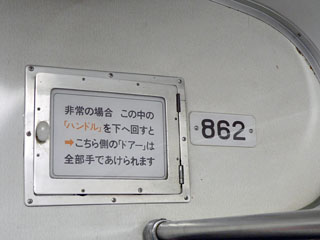 非常の場合 この中の
「ハンドル」を下へ回すと
➡こちら側の「ドアー」は
全部手であけられます
862